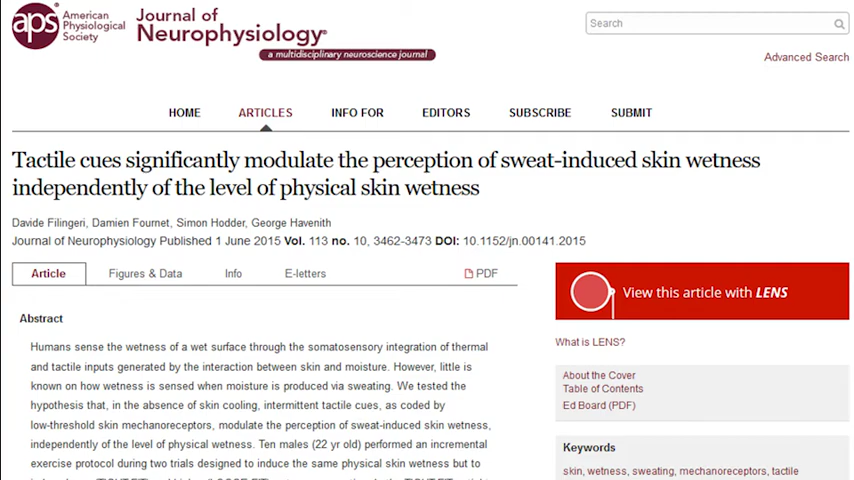 aps
American
Physiological
Society
®
Journal of
Neurophysiology®
a multidisciplinary neuroscience journal
Search
Advanced Search
HOME ARTICLES INFO FOR EDITORS SUBSCRIBE SUBMIT
Tactile cues significantly modulate the perception of sweat-induced skin wetness
independently of the level of physical skin wetness
Davide Filingeri, Damien Fournet, Simon Hodder, George Havenith
Journal of Neurophysiology Published 1 June 2015 Vol. 113 no. 10, 3462-3473 DOI: 10.1152/jn.00141.2015
Article Figures & Data Info E-letters PDF
View this article with LENS
What is LENS?
About the Cover
Table of Contents
Ed Board (PDF)
Keywords
skin, wetness, sweating, mechanoreceptors, tactile
Abstract
Humans sense the wetness of a wet surface through the somatosensory integration of thermal
and tactile inputs generated by the interaction between skin and moisture. However, little is
known on how wetness is sensed when moisture is produced via sweating. We tested the
hypothesis that, in the absence of skin cooling, intermittent tactile cues, as coded by
low-threshold skin mechanoreceptors, modulate the perception of sweat-induced skin wetness,
independently of the level of physical wetness. Ten males (22 yr old) performed an incremental
exercise protocol during two trials designed to induce the same physical skin wetness but to